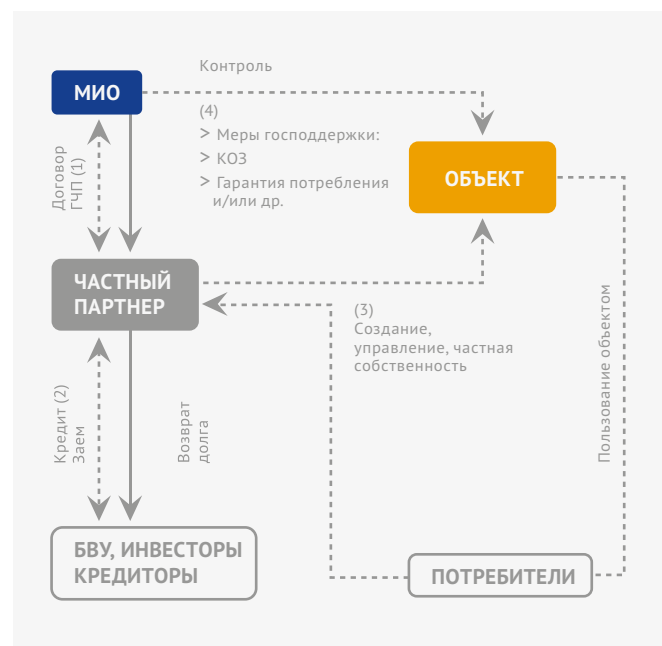 Контроль
МИО
(4)
> Меры господдержки:
> КОЗ
> Гарантия потребления
и/или др.
Договор
ГЧП (1)
ОБЪЕКТ
ЧАСТНЫЙ
ПАРТНЕР
(3)
Создание,
управление, частная
собственность
Пользование объектом
Кредит (2)
Заем
Возврат
долга
БВУ, ИНВЕСТОРЫ
КРЕДИТОРЫ
ПОТРЕБИТЕЛИ